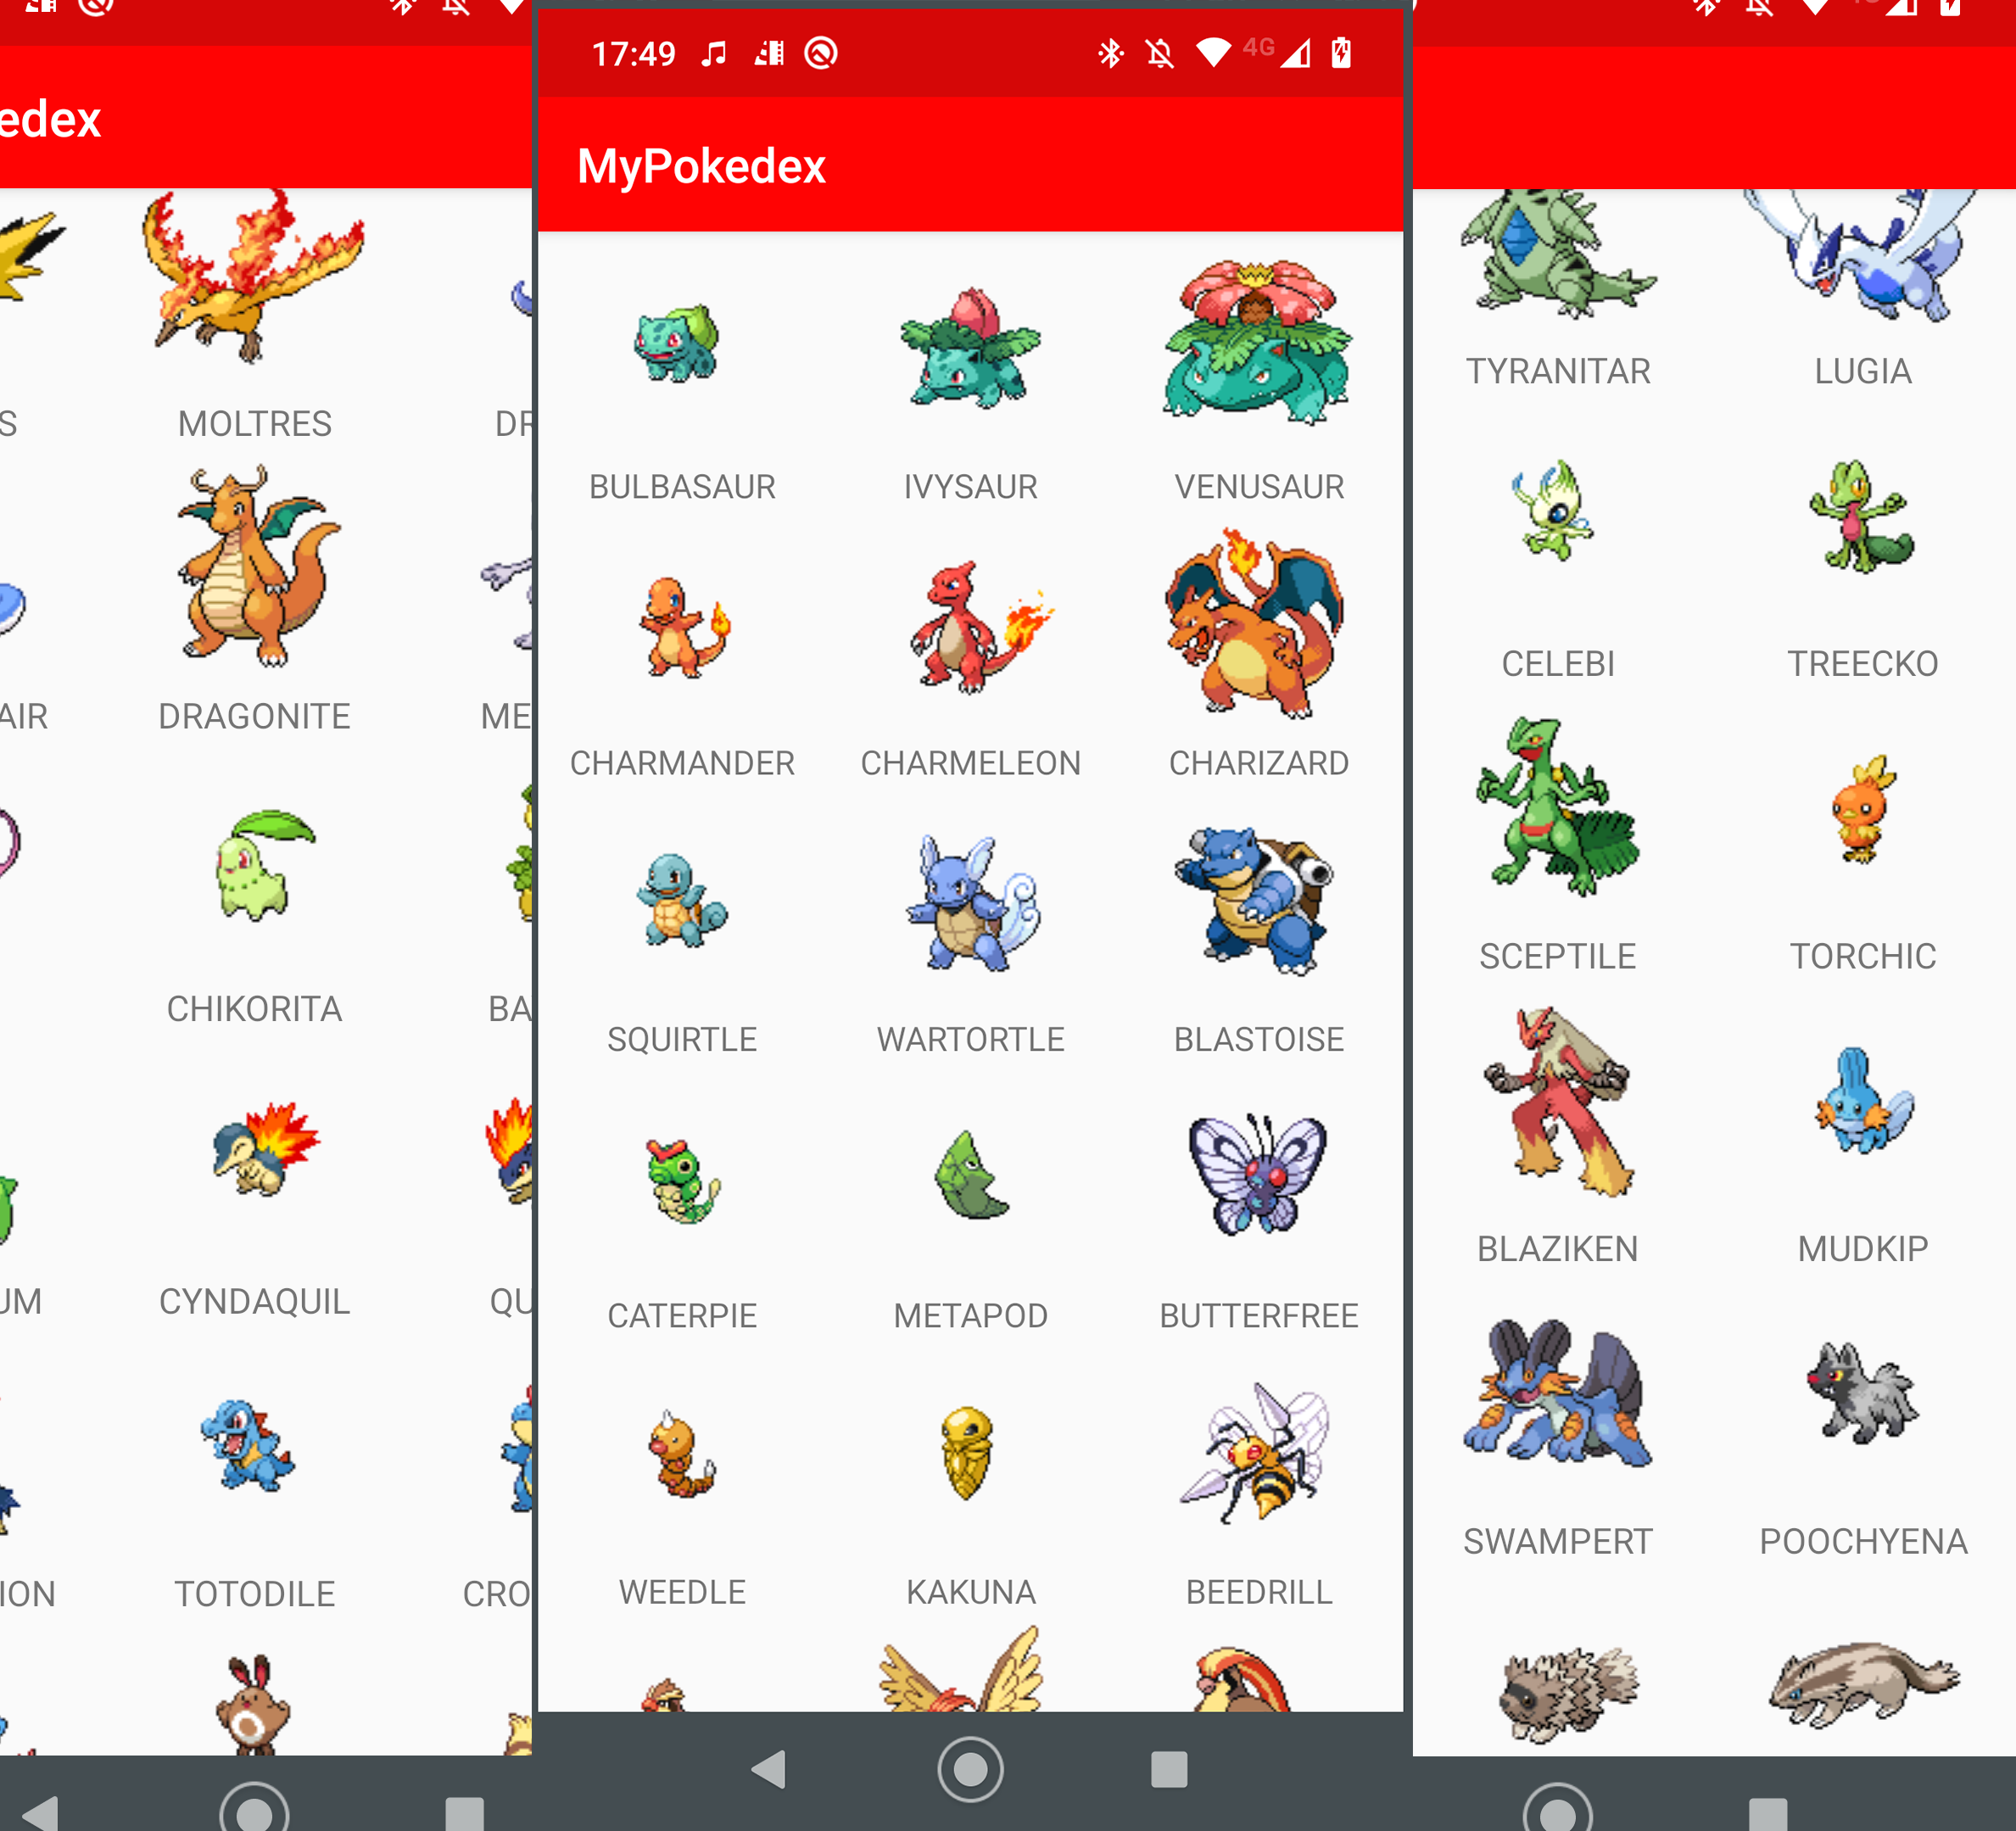 edex
S MOLTRES DR
AIR DRAGONITE ME
CHIKORITA BA
UM CYNDAQUIL QU
ION TOTODILE CRO
17:49 4G
MyPokedex
BULBASAUR IVYSAUR VENUSAUR
CHARMANDER CHARMELEON CHARIZARD
SQUIRTLE WARTORTLE BLASTOISE
CATERPIE METAPOD BUTTERFREE
WEEDLE KAKUNA BEEDRILL
TYRANITAR LUGIA
CELEBI TREECKO
SCEPTILE TORCHIC
BLAZIKEN MUDKIP
SWAMPERT POOCHYENA